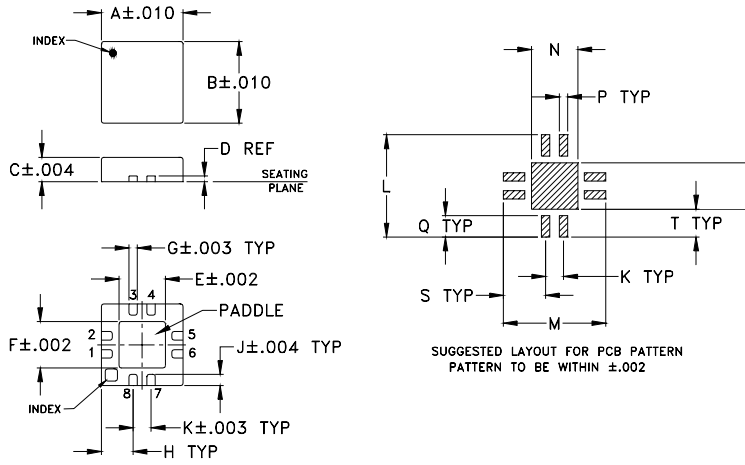 A±.010
INDEX
B±.010
C±.004
D REF
SEATING
PLANE
G±.003 TYP
E±.002
3 4
PADDLE
2
5
F±.002
1
6
J±.004 TYP
INDEX
8
7
K±.003 TYP
H TYP
N
P TYP
L
Q TYP
T TYP
K TYP
S TYP
M
SUGGESTED LAYOUT FOR PCB PATTERN
PATTERN TO BE WITHIN ±.002